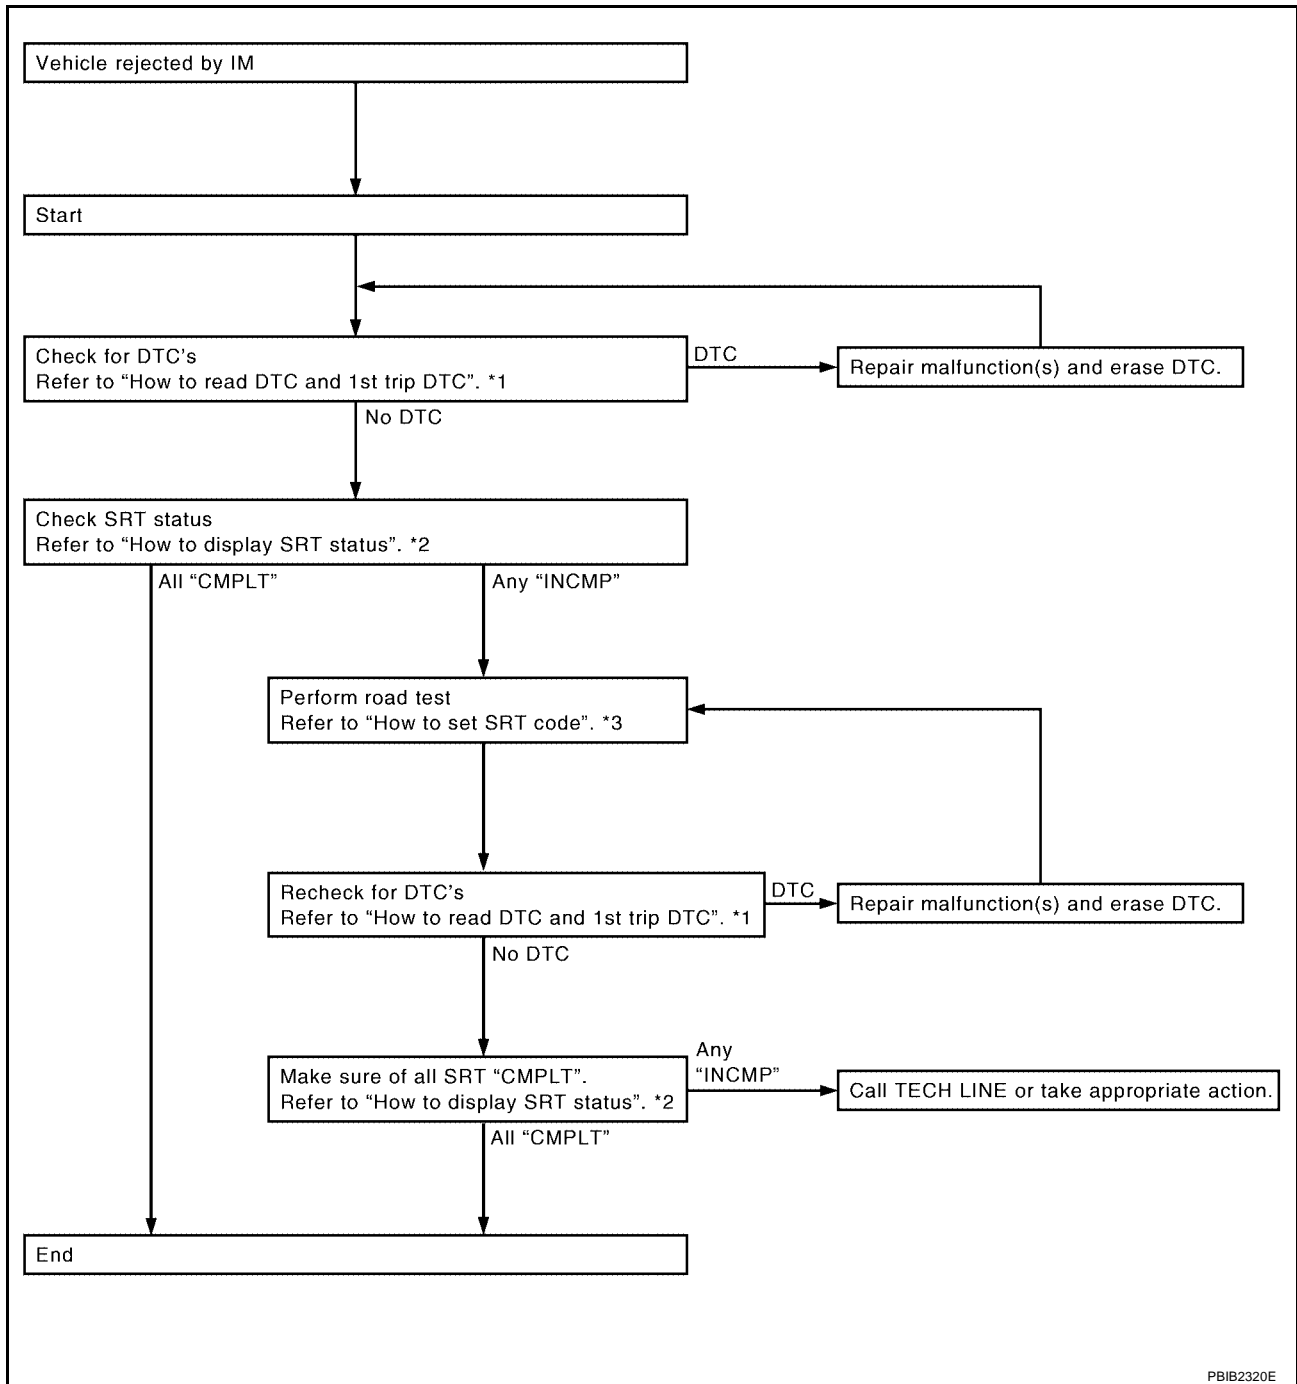 Vehicle rejected by IM
Start
Check for DTC's
Refer to “How to read DTC and 1st trip DTC”. *1
DTC
Repair malfunction(s) and erase DTC.
No DTC
Check SRT status
Refer to “How to display SRT status”. *2
All “CMPLT”
Any “INCMP”
Perform road test
Refer to “How to set SRT code”. *3
Recheck for DTC's
Refer to “How to read DTC and 1st trip DTC”. *1
DTC
Repair malfunction(s) and erase DTC.
No DTC
Make sure of all SRT “CMPLT”.
Refer to “How to display SRT status”. *2
Any
“INCMP”
Call TECH LINE or take appropriate action.
All “CMPLT”
End
PBIB2320E